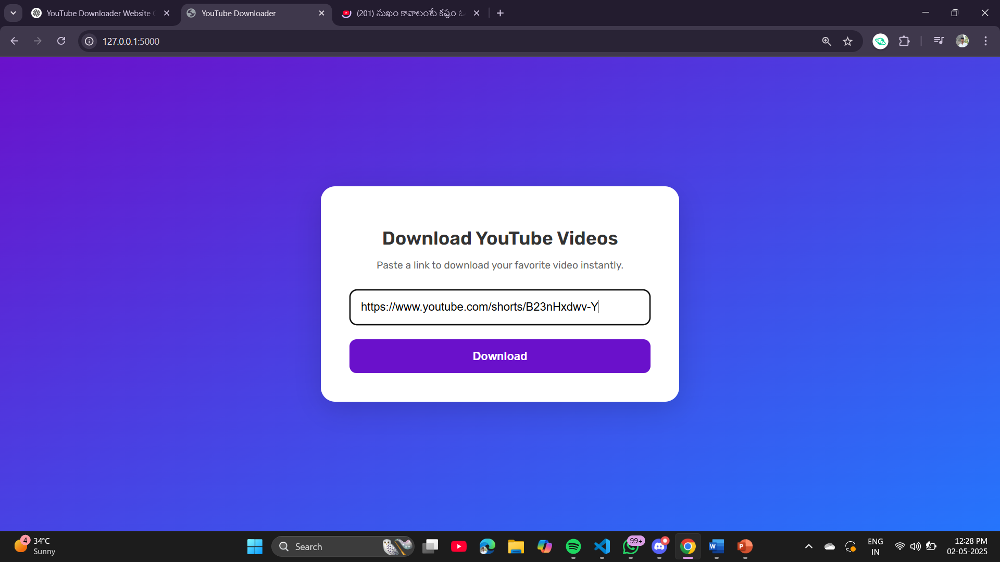 YouTube Downloader Website
YouTube Downloader
(201) సుఖం కావాలంటే కష్టం ఓ
127.0.0.1:5000
Download YouTube Videos
Paste a link to download your favorite video instantly.
https://www.youtube.com/shorts/B23nHxdwv-Y
Download
4
34°C
Sunny
Search
99+
ENG
IN
12:28 PM
02-05-2025